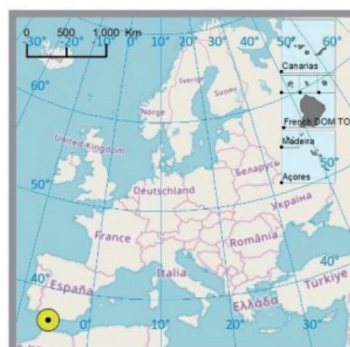 0 500 1.000 Km
-30° -20° -10° 0° 10° 20° 30° 40° 50° 60°
Canarias
60°
Sverige
Suomi
Norge
French DOM TO
United Kingdom
Madeira
50°
Беларусь
Açores
50°
Deutschland
Україна
France
România
Italia
40°
España
Türkiye
40°
Ελλάδα
0° 10° 20° 30°